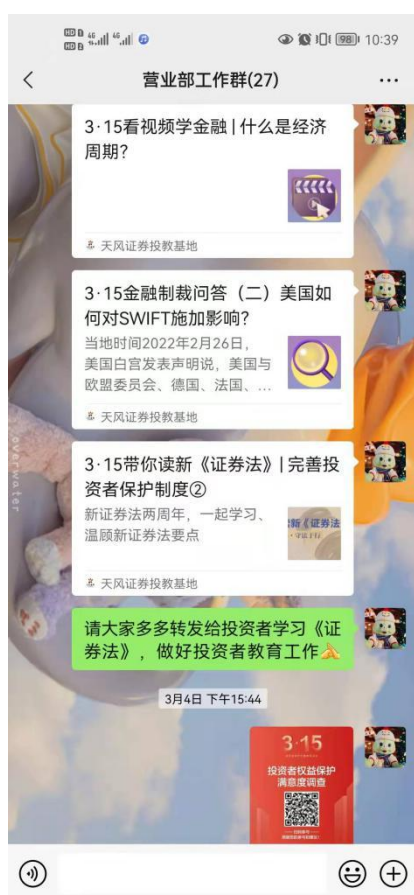 10:39
营业部工作群(27)
3·15看视频学金融|什么是经济
周期?
天风证券投教基地
3·15金融制裁问答（二）美国如
何对SWIFT施加影响?
当地时间2022年2月26日,
美国白宫发表声明说，美国与
欧盟委员会、德国、法国、...
天风证券投教基地
3·15带你读新《证券法》|完善投
资者保护制度②
新证券法两周年，一起学习、
温顾新证券法要点
天风证券投教基地
请大家多多转发给投资者学习《证
券法》，做好投资者教育工作
3月4日 下午15:44
3·15
投资者权益保护
满意度调查
overwater